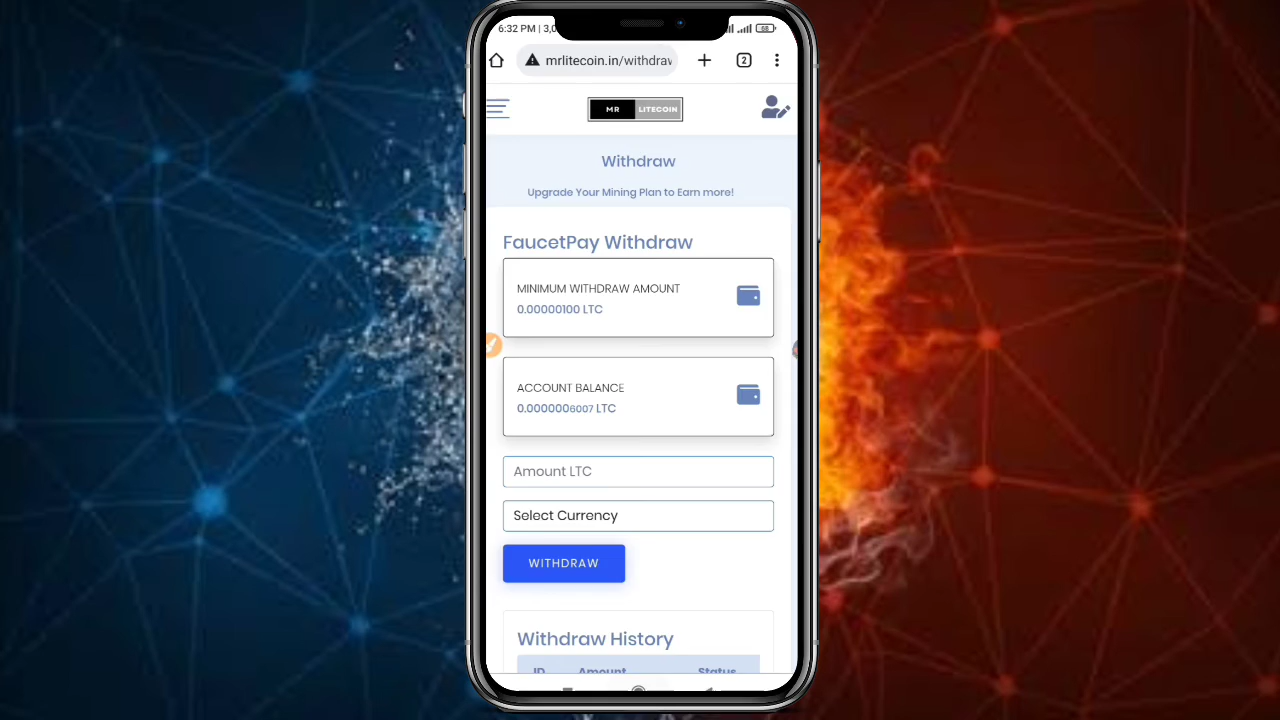 6:32 PM | 3,0
68
mrlitecoin.in/withdraw
2
MR LITECOIN
Withdraw
Upgrade Your Mining Plan to Earn more!
FaucetPay Withdraw
MINIMUM WITHDRAW AMOUNT
0.00000100 LTC
ACCOUNT BALANCE
0.0000006007 LTC
Amount LTC
Select Currency
WITHDRAW
Withdraw History
ID Amount Status